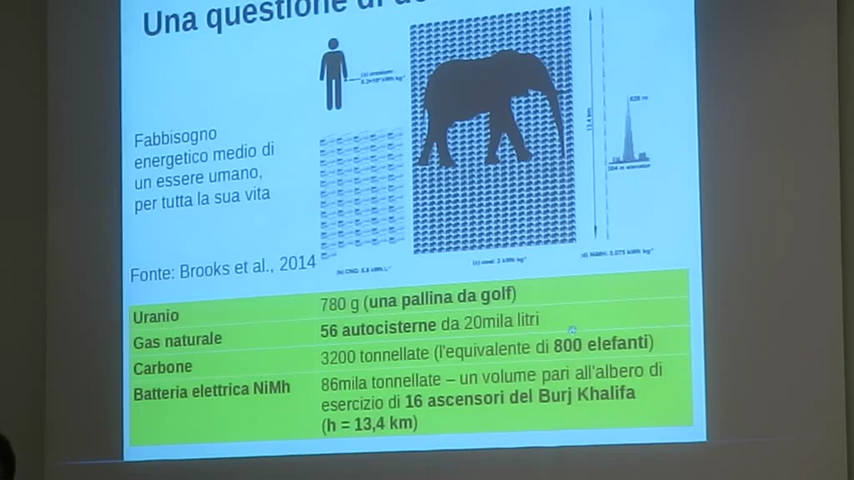 Una questione di
Fabbisogno
energetico medio di
un essere umano,
per tutta la sua vita
Fonte: Brooks et al., 2014
828 m
Uranio
780 g (una pallina da golf)
Gas naturale
56 autocisterne da 20mila litri
Carbone
3200 tonnellate (l'equivalente di 800 elefanti)
Batteria elettrica NiMh
86mila tonnellate – un volume pari all'albero di
esercizio di 16 ascensori del Burj Khalifa
(h = 13,4 km)